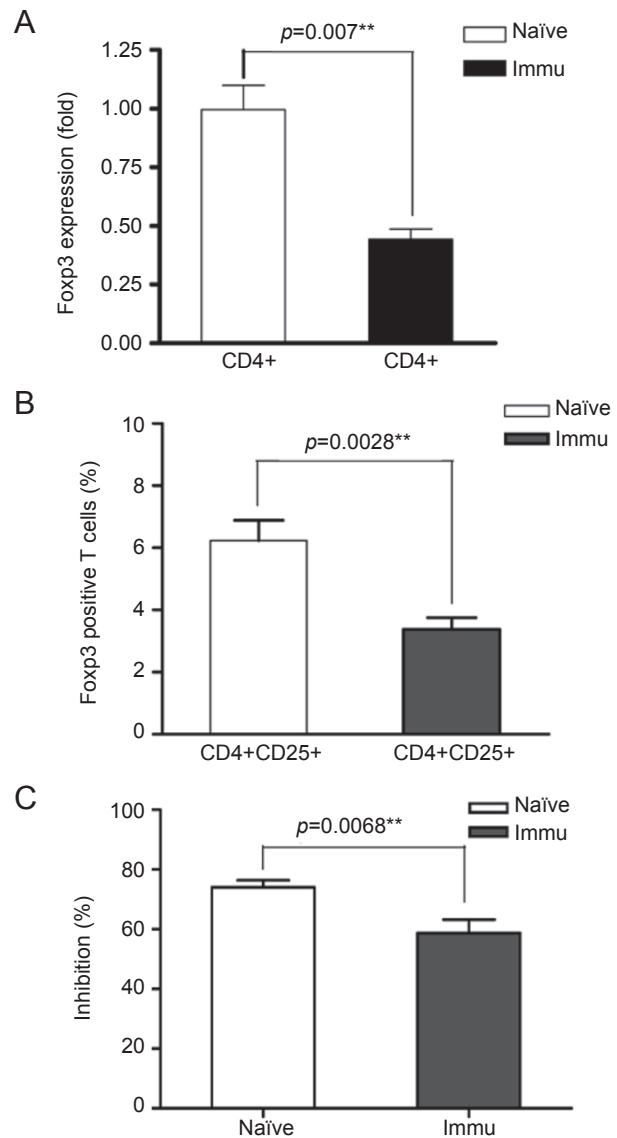 A
p=0.007**
Naïve
Immu
Foxp3 expression (fold)
1.25
1.00
0.75
0.50
0.25
0.00
CD4+ CD4+
B
p=0.0028**
Naïve
Immu
Foxp3 positive T cells (%)
10
8
6
4
2
0
CD4+CD25+ CD4+CD25+
C
p=0.0068**
Naïve
Immu
Inhibition (%)
100
80
60
40
20
0
Naïve Immu